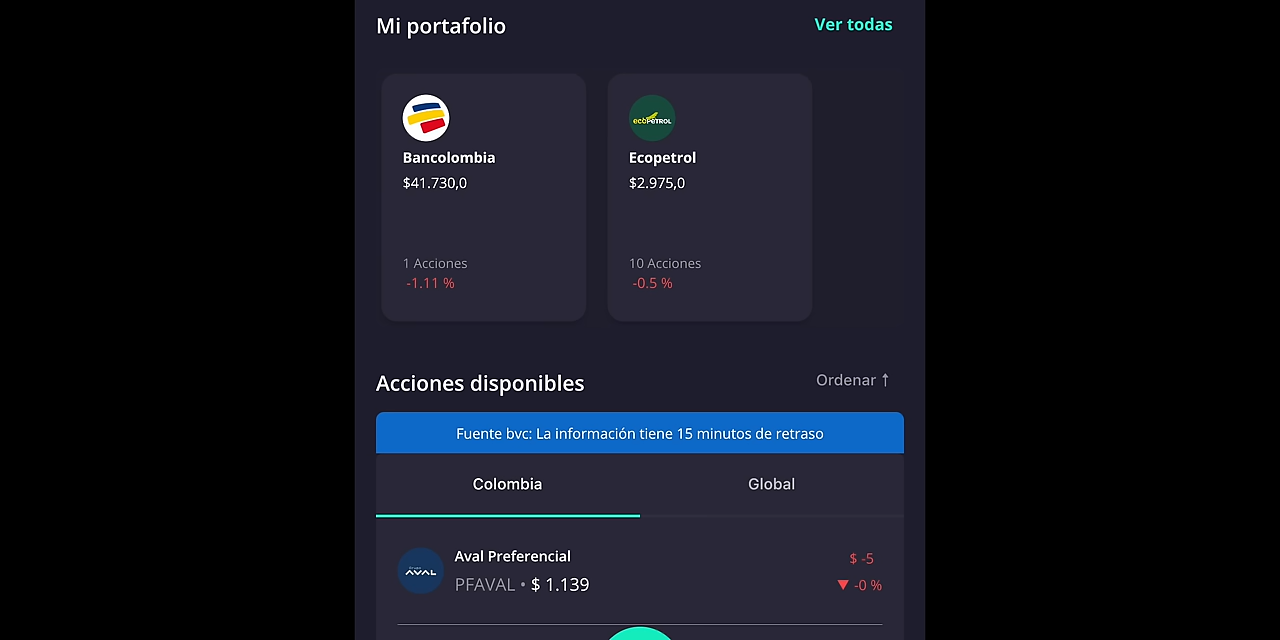 Mi portafolio
Ver todas
ecoPETROL
Bancolombia
$41.730,0
1 Acciones
-1.11 %
Ecopetrol
$2.975,0
10 Acciones
-0.5 %
Acciones disponibles
Ordenar ↑
Fuente bvc: La información tiene 15 minutos de retraso
Colombia
Global
AVAL
Aval Preferencial
PFAVAL • $ 1.139
$ -5
▼ -0 %